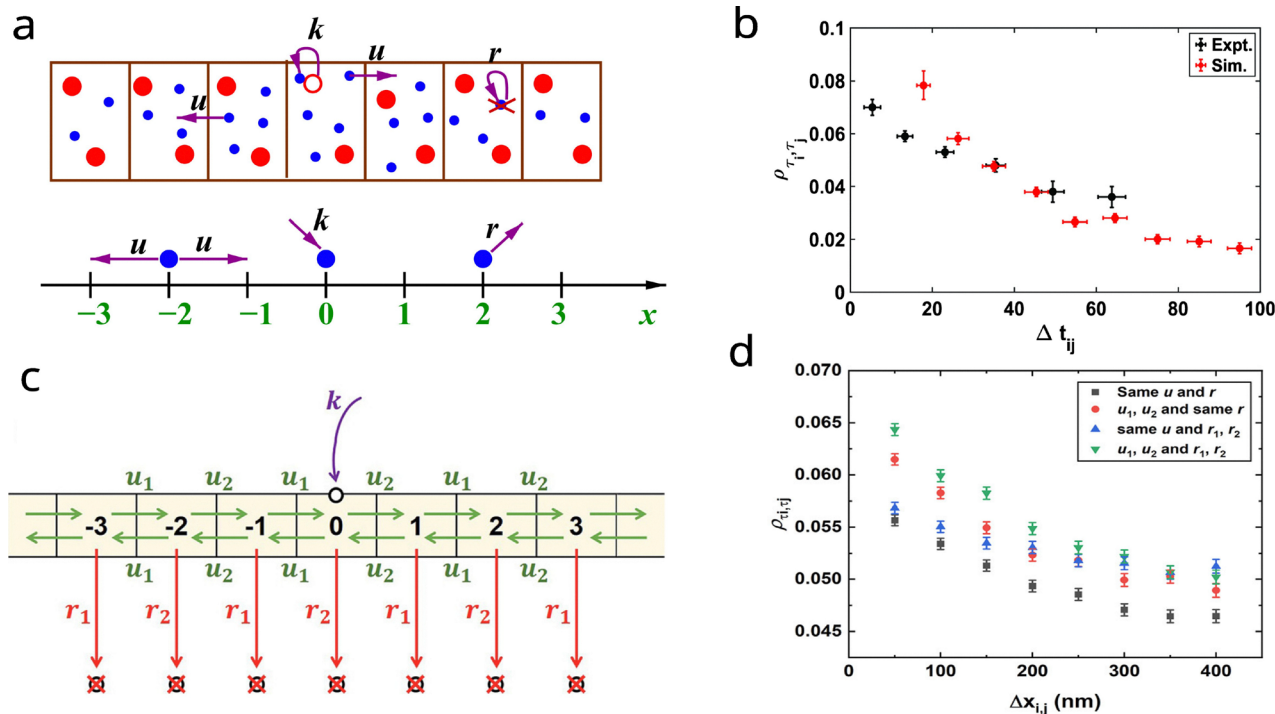 a
k
u
r
u
u
u
k
r
−3
−2
−1
0
1
2
3
x
b
0.1
0.08
0.06
0.04
0.02
0
ρτi,τj
Expt.
Sim.
0
20
40
60
80
100
Δ tij
c
k
u1 u2 u1 u2 u1 u2
-3 -2 -1 0 1 2 3
u1 u2 u1 u2 u1 u2
r1 r2 r1 r2 r1 r2 r1
d
0.070
0.065
0.060
0.055
0.050
0.045
ρτi,τj
Same u and r
u1, u2 and same r
same u and r1, r2
u1, u2 and r1, r2
0 100 200 300 400
Δxi,j (nm)